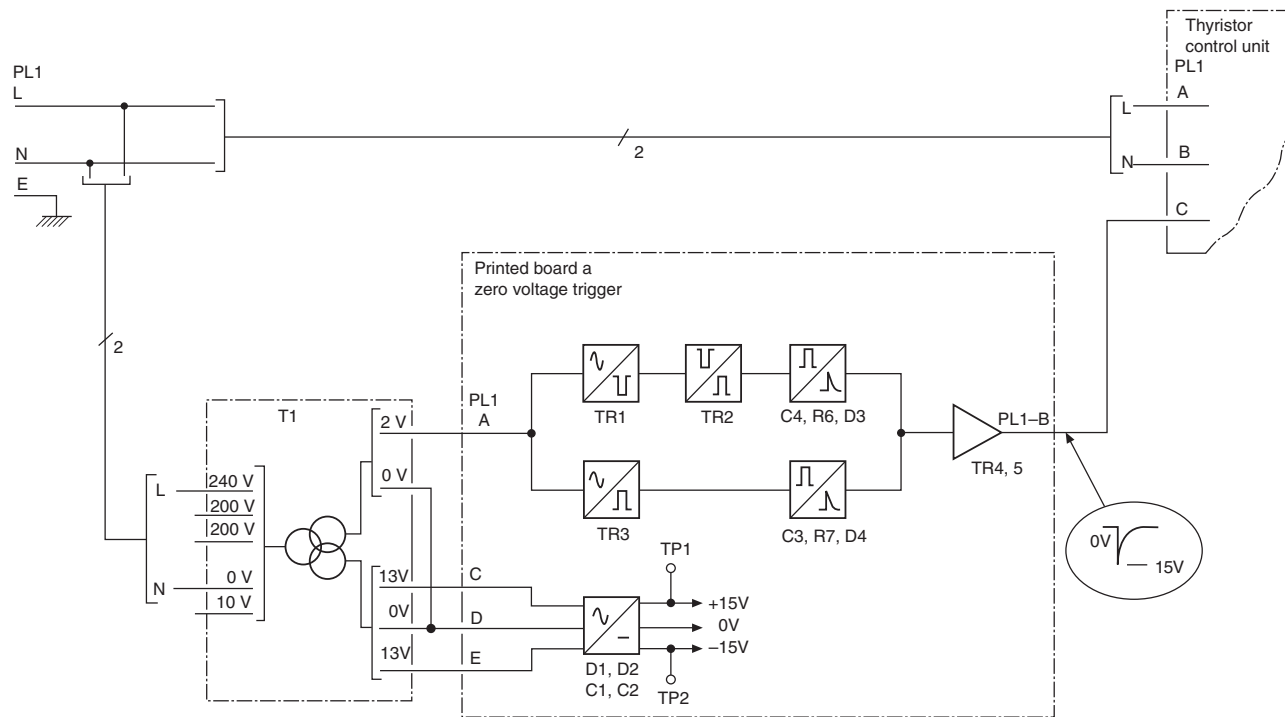 Thyristor
control unit
PL1
L
PL1
A
L
N
2
N
B
E
C
Printed board a
zero voltage trigger
2
T1
PL1
A
2 V
TR1
TR2
C4, R6, D3
PL1–B
TR4, 5
0 V
L
240 V
200 V
200 V
TR3
C3, R7, D4
0V
15V
TP1
N
0 V
10 V
13V
C
+15V
0V
D
0V
–15V
13V
E
D1, D2
C1, C2
TP2